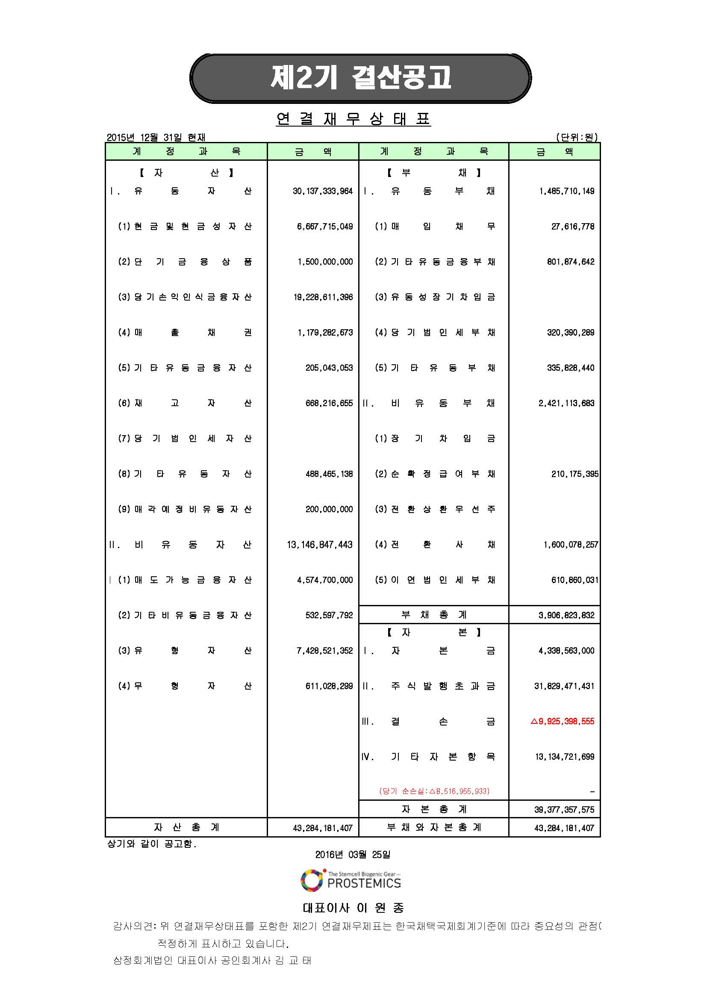 제2기 결산공고
연 결 재 무 상 태 표
2015년 12월 31일 현재 (단위:원)
계 정 과 목 금 액 계 정 과 목 금 액
【 자 산 】 【 부 채 】
Ⅰ. 유 동 자 산 30,137,333,964 Ⅰ. 유 동 부 채 1,485,710,149
(1) 현 금 및 현 금 성 자 산 6,667,715,049 (1) 매 입 채 무 27,616,778
(2) 단 기 금 융 상 품 1,500,000,000 (2) 기 타 유 동 금 융 부 채 801,874,642
(3) 당 기 손 익 인 식 금 융 자 산 19,228,611,396 (3) 유 동 성 장 기 차 입 금
(4) 매 출 채 권 1,179,282,673 (4) 당 기 법 인 세 부 채 320,390,289
(5) 기 타 유 동 금 융 자 산 205,043,053 (5) 기 타 유 동 부 채 335,828,440
(6) 재 고 자 산 668,216,655 Ⅱ. 비 유 동 부 채 2,421,113,683
(7) 당 기 법 인 세 자 산 (1) 장 기 차 입 금
(8) 기 타 유 동 자 산 488,465,138 (2) 순 확 정 급 여 부 채 210,175,395
(9) 매 각 예 정 비 유 동 자 산 200,000,000 (3) 전 환 상 환 우 선 주
Ⅱ. 비 유 동 자 산 13,146,847,443 (4) 전 환 사 채 1,600,078,257
Ⅰ (1) 매 도 가 능 금 융 자 산 4,574,700,000 (5) 이 연 법 인 세 부 채 610,860,031
(2) 기 타 비 유 동 금 융 자 산 532,597,792 부 채 총 계 3,906,823,832
【 자 본 】
(3) 유 형 자 산 7,428,521,352 Ⅰ. 자 본 금 4,338,563,000
(4) 무 형 자 산 611,028,299 Ⅱ. 주 식 발 행 초 과 금 31,829,471,431
Ⅲ. 결 손 금 △9,925,398,555
Ⅳ. 기 타 자 본 항 목 13,134,721,699
(당기 순손실:△8,516,955,933) -
자 본 총 계 39,377,357,575
자 산 총 계 43,284,181,407 부 채 와 자 본 총 계 43,284,181,407
상기와 같이 공고함.
2016년 03월 25일
The Stemcell Biogenic Gear
PROSTEMICS
대표이사 이 원 종
감사의견: 위 연결재무상태표를 포함한 제2기 연결재무제표는 한국채택국제회계기준에 따라 중요성의 관점
적정하게 표시하고 있습니다.
삼정회계법인 대표이사 공인회계사 김 교 태